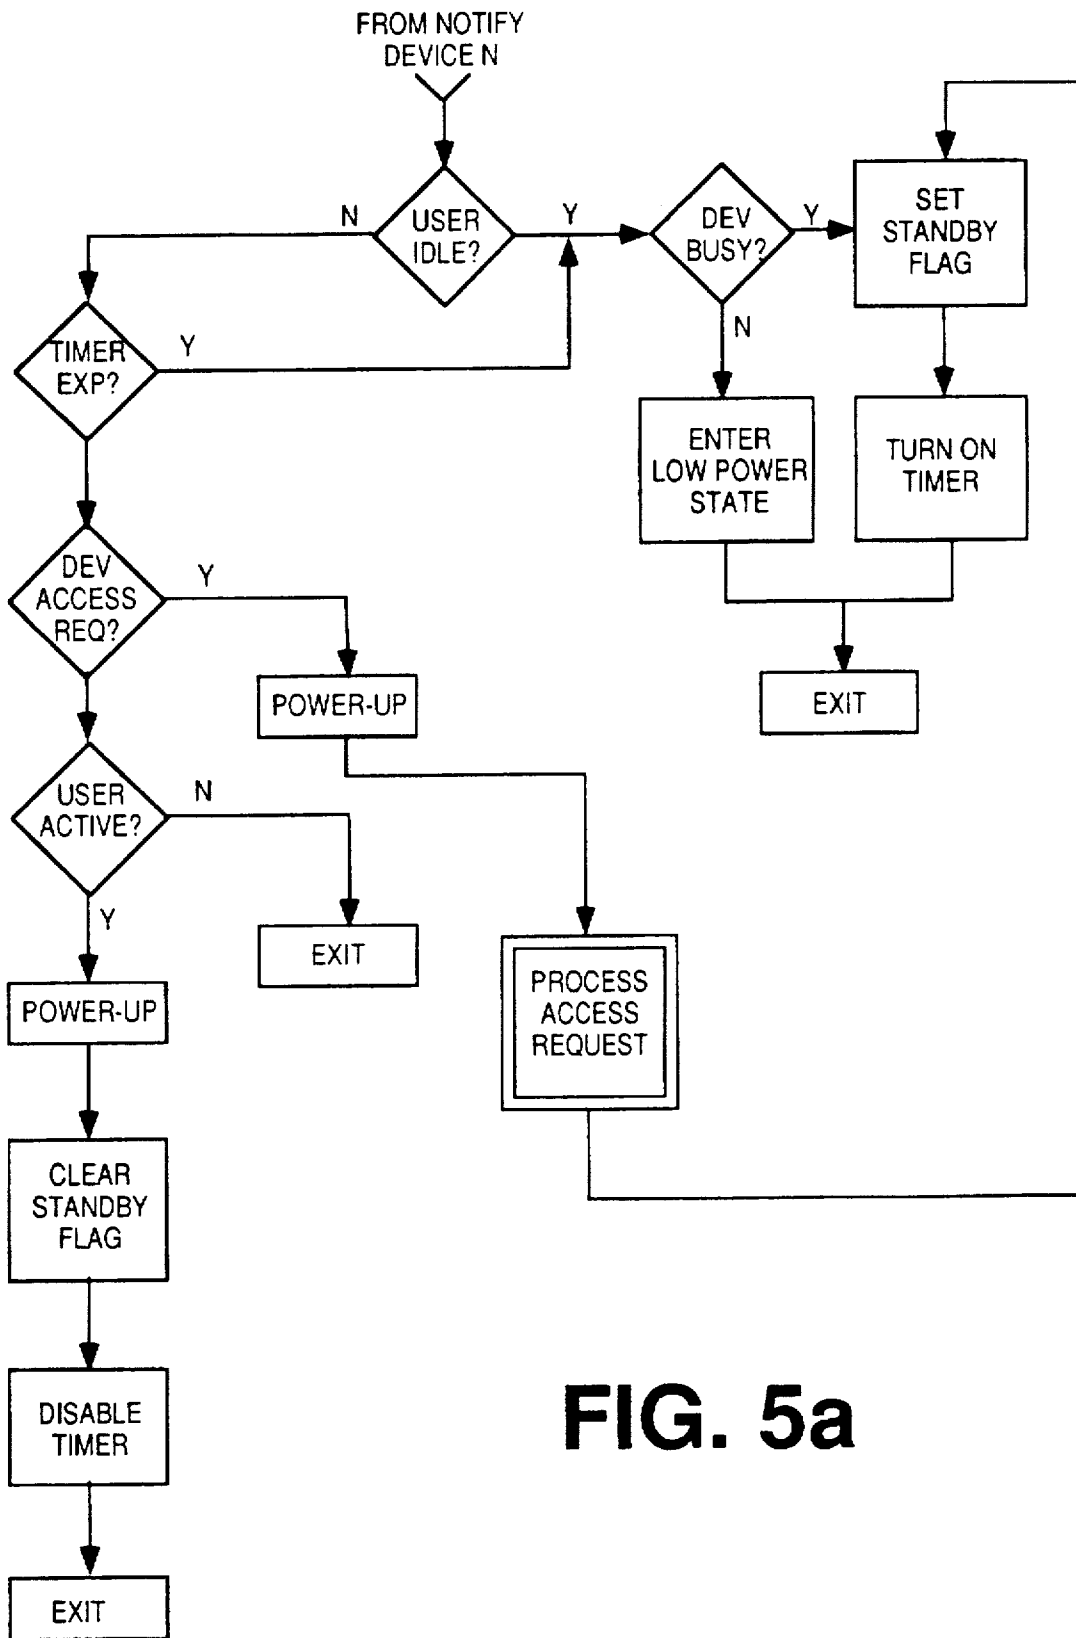 FROM NOTIFY
DEVICE N
USER
IDLE?
N
Y
DEV
BUSY?
Y
N
SET
STANDBY
FLAG
TIMER
EXP?
Y
ENTER
LOW POWER
STATE
TURN ON
TIMER
EXIT
DEV
ACCESS
REQ?
Y
POWER-UP
USER
ACTIVE?
N
Y
EXIT
PROCESS
ACCESS
REQUEST
POWER-UP
CLEAR
STANDBY
FLAG
DISABLE
TIMER
EXIT
FIG. 5a